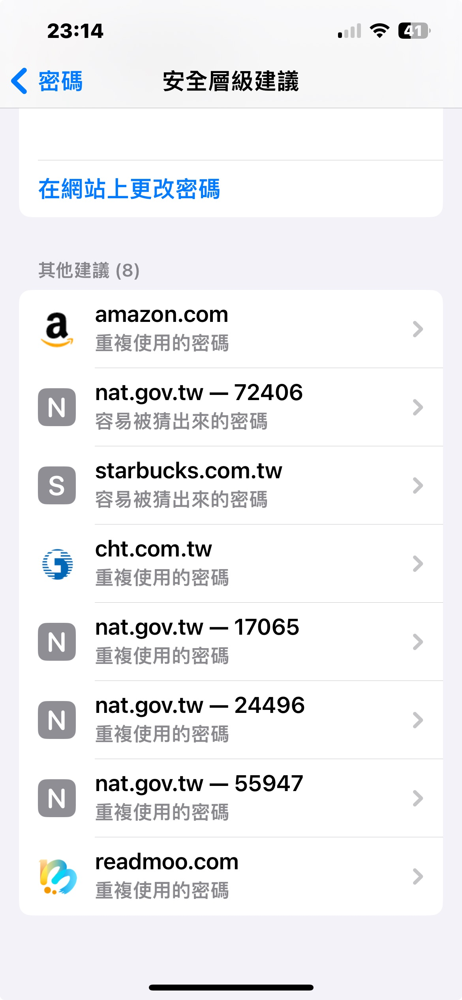 23:14
41
密碼
安全層級建議
在網站上更改密碼
其他建議 (8)
amazon.com
重複使用的密碼
N
nat.gov.tw — 72406
容易被猜出來的密碼
S
starbucks.com.tw
容易被猜出來的密碼
cht.com.tw
重複使用的密碼
N
nat.gov.tw — 17065
重複使用的密碼
N
nat.gov.tw — 24496
重複使用的密碼
N
nat.gov.tw — 55947
重複使用的密碼
readmoo.com
重複使用的密碼